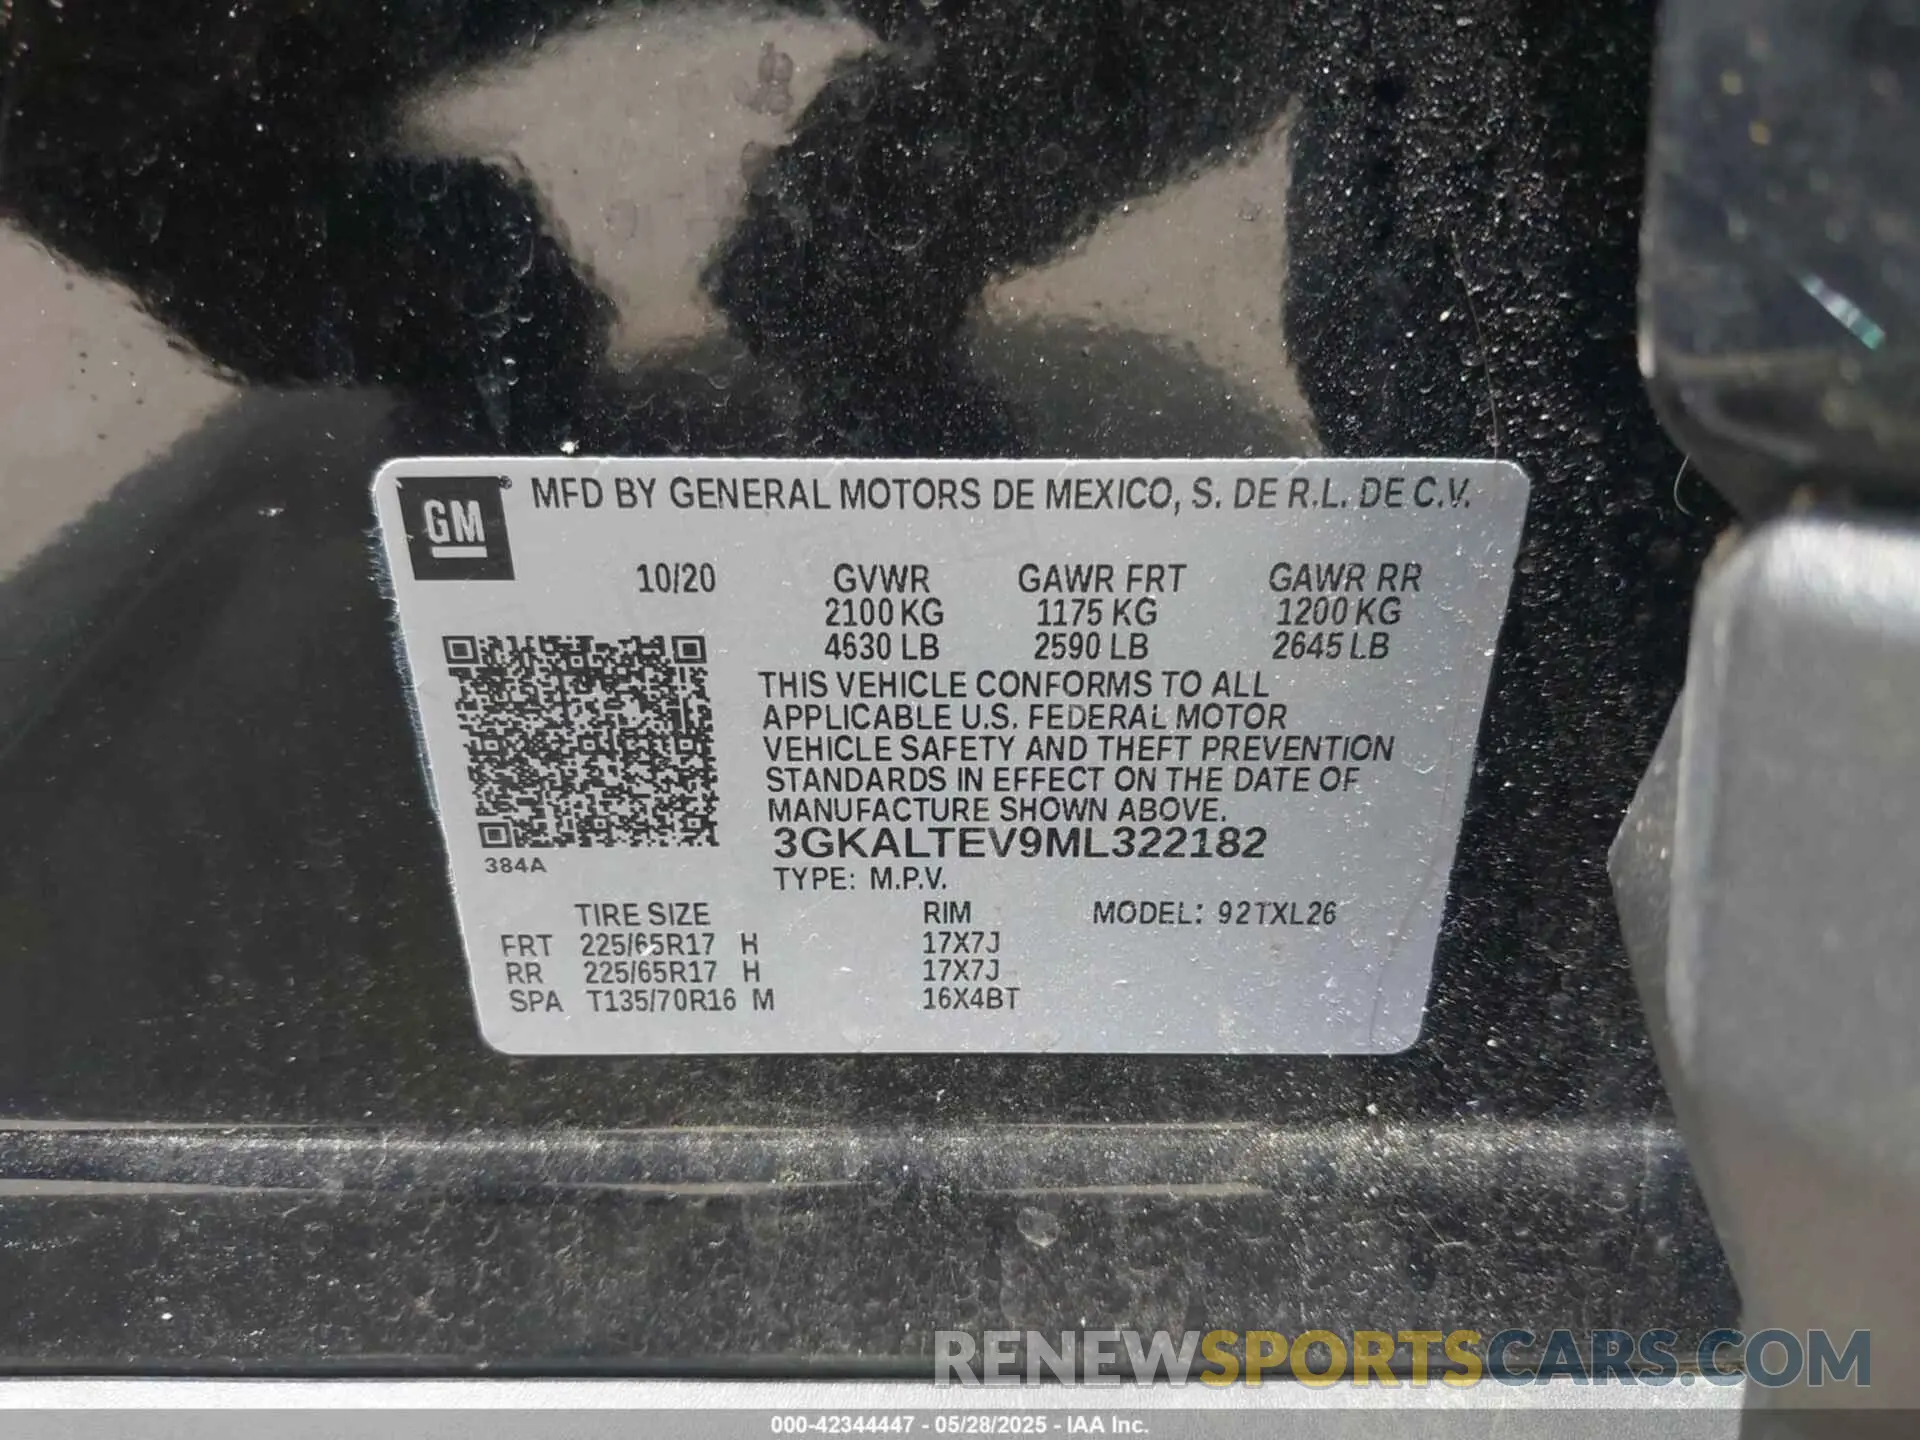 GM® MFD BY GENERAL MOTORS DE MEXICO, S. DE R.L. DE C.V.
10/20 GVWR GAWR FRT GAWR RR
2100 KG 1175 KG 1200 KG
4630 LB 2590 LB 2645 LB
THIS VEHICLE CONFORMS TO ALL
APPLICABLE U.S. FEDERAL MOTOR
VEHICLE SAFETY AND THEFT PREVENTION
STANDARDS IN EFFECT ON THE DATE OF
MANUFACTURE SHOWN ABOVE.
3GKALTEV9ML322182
384A
TYPE: M.P.V.
TIRE SIZE RIM MODEL: 92TXL26
FRT 225/65R17 H 17X7J
RR 225/65R17 H 17X7J
SPA T135/70R16 M 16X4BT
RENEWSPORTSCARS.COM
000-42344447 - 05/28/2025 - IAA Inc.